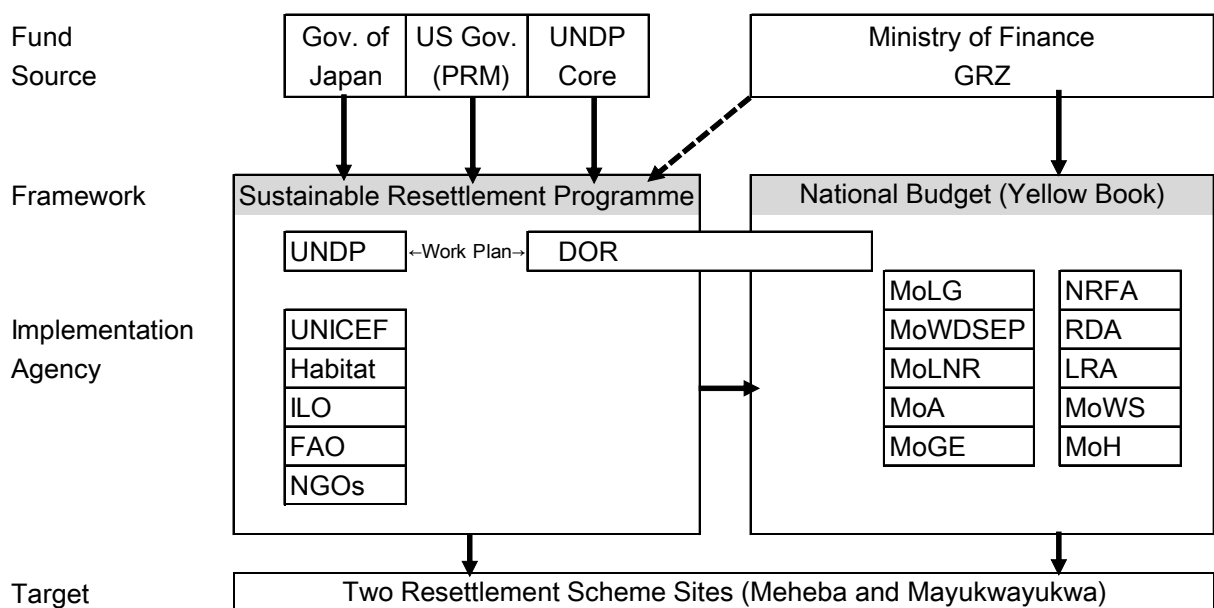 Fund
Source
Gov. of
Japan
US Gov.
(PRM)
UNDP
Core
Ministry of Finance
GRZ
Framework
Sustainable Resettlement Programme
National Budget (Yellow Book)
UNDP
←Work Plan→
DOR
Implementation
Agency
UNICEF
Habitat
ILO
FAO
NGOs
MoLG
MoWDSEP
MoLNR
MoA
MoGE
NRFA
RDA
LRA
MoWS
MoH
Target
Two Resettlement Scheme Sites (Meheba and Mayukwayukwa)